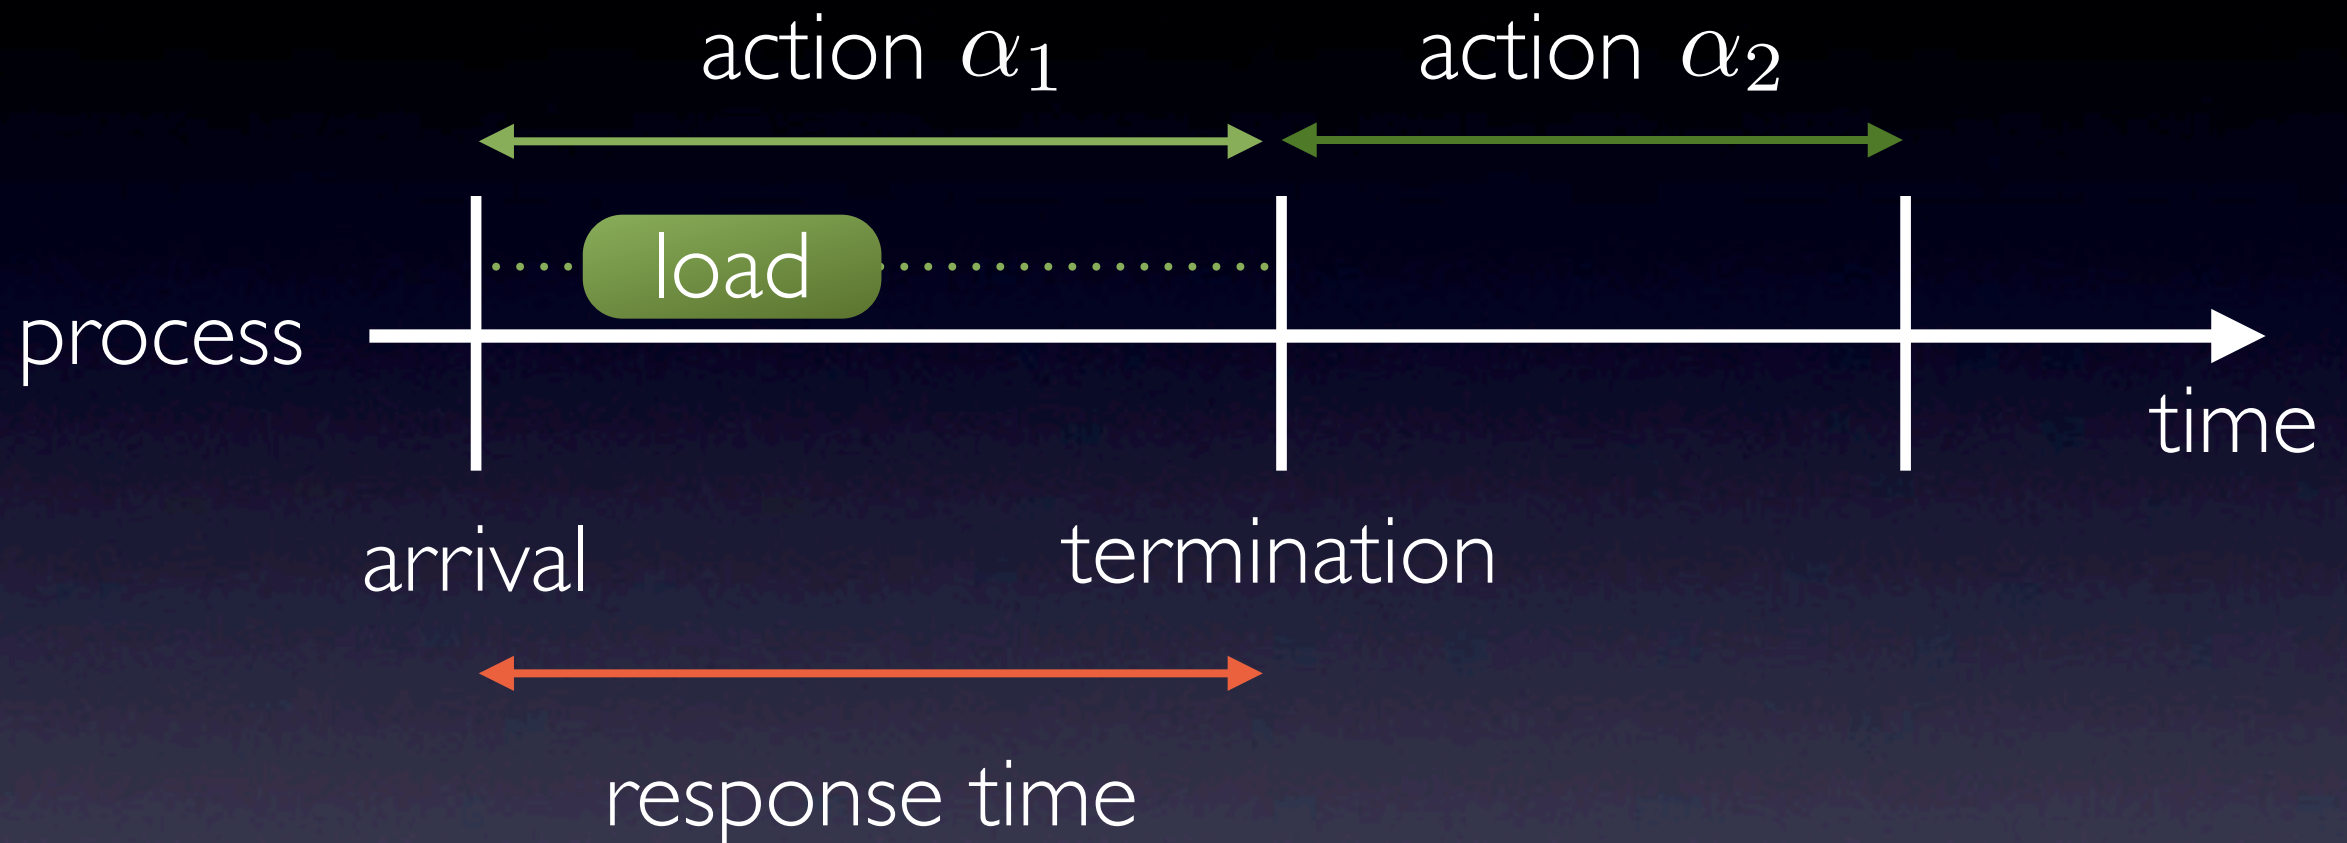 action α₁
action α₂
load
process
time
arrival
termination
response time